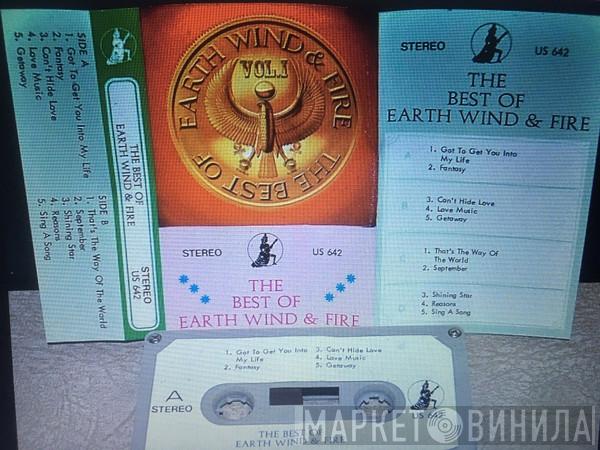 SIDE A
1. Got To Get You Into My Life
2. Fantasy
3. Can't Hide Love
4. Love Music
5. Getaway
SIDE B
1. That's The Way Of The World
2. September
3. Shining Star
4. Reasons
5. Sing A Song
THE BEST OF
EARTH WIND & FIRE
STEREO
US 642
EARTH WIND & FIRE
VOL.I
THE BEST OF
STEREO US 642
THE
BEST OF
EARTH WIND & FIRE
STEREO US 642
THE
BEST OF
EARTH WIND & FIRE
1. Got To Get You Into
My Life
2. Fantasy
3. Can't Hide Love
4. Love Music
5. Getaway
1. That's The Way Of
The World
2. September
3. Shining Star
4. Reasons
5. Sing A Song
1. Got To Get You Into 3. Can't Hide Love
My Life 4. Love Music
2. Fantasy 5. Getaway
A
STEREO
US 642
THE BEST OF
EARTH WIND & FIRE
МАРКЕТ ВИНИЛА